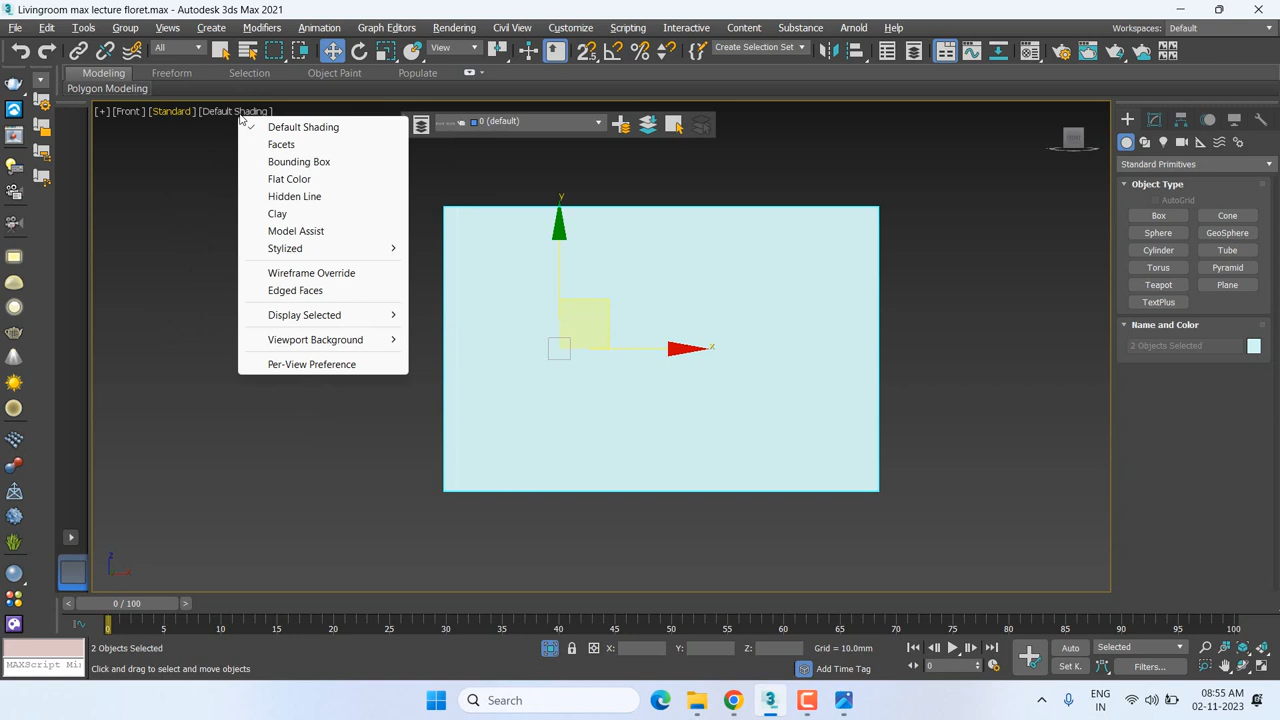 Livingroom max lecture floret.max - Autodesk 3ds Max 2021
File Edit Tools Group Views Create Modifiers Animation Graph Editors Rendering Civil View Customize Scripting Interactive Content Substance Arnold Help Workspaces: Default
All View Create Selection Set
Modeling Freeform Selection Object Paint Populate
Polygon Modeling
[+] [Front ] [Standard ] [Default Shading ]
0 (default)
Default Shading
Facets
Bounding Box
Flat Color
Hidden Line
Clay
Model Assist
Stylized
Wireframe Override
Edged Faces
Display Selected
Viewport Background
Per-View Preference
y
x
z
x
Standard Primitives
Object Type
AutoGrid
Box Cone
Sphere GeoSphere
Cylinder Tube
Torus Pyramid
Teapot Plane
TextPlus
Name and Color
2 Objects Selected
< 0 / 100 >
0 5 10 15 20 25 30 35 40 45 50 55 60 65 70 75 80 85 90 95 100
2 Objects Selected X: Y: Z: Grid = 10.0mm Auto Selected
MAXScript Mi
Click and drag to select and move objects Add Time Tag 0 Set K. Filters...
Search
ENG
IN
08:55 AM
02-11-2023